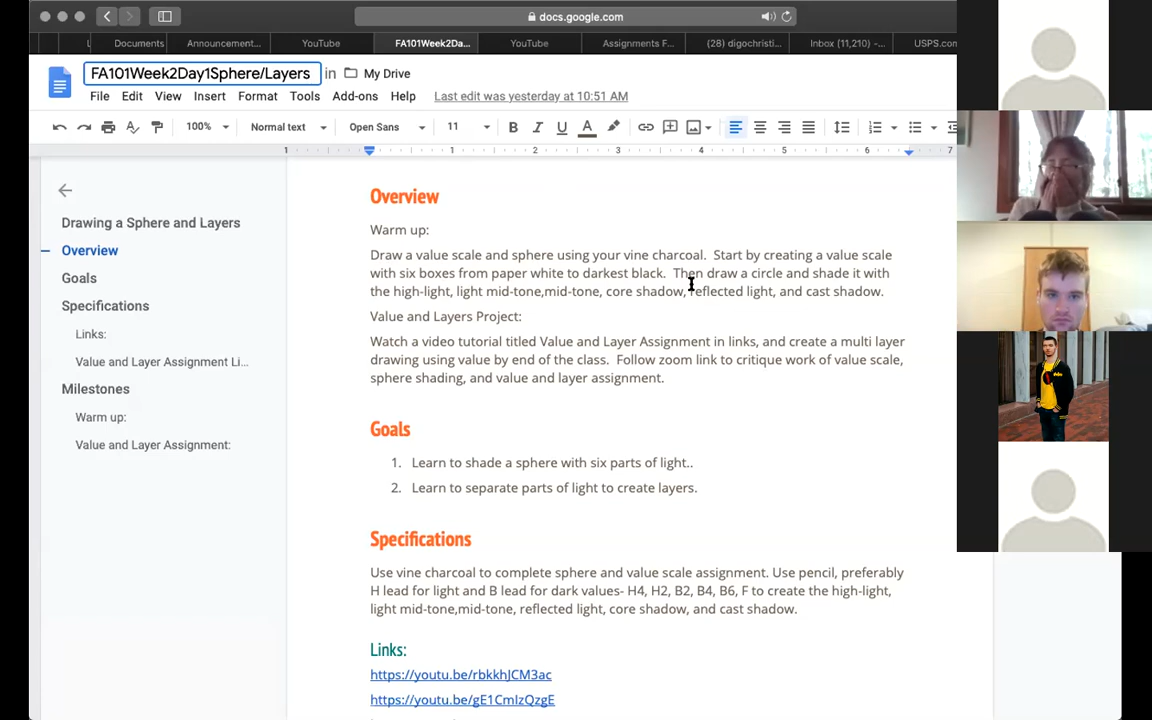 docs.google.com
Documents
Announcement...
YouTube
FA101Week2Da...
YouTube
Assignments F...
(28) digochristi...
Inbox (11,210) -...
USPS.com
FA101Week2Day1Sphere/Layers in My Drive
File Edit View Insert Format Tools Add-ons Help Last edit was yesterday at 10:51 AM
100% Normal text Open Sans 11 B I U A
1 1 2 3 4 5 6 7
Drawing a Sphere and Layers
Overview
Goals
Specifications
Links:
Value and Layer Assignment Li...
Milestones
Warm up:
Value and Layer Assignment:
Overview
Warm up:
Draw a value scale and sphere using your vine charcoal.  Start by creating a value scale
with six boxes from paper white to darkest black.  Then draw a circle and shade it with
the high-light, light mid-tone,mid-tone, core shadow, reflected light, and cast shadow.
Value and Layers Project:
Watch a video tutorial titled Value and Layer Assignment in links, and create a multi layer
drawing using value by end of the class.  Follow zoom link to critique work of value scale,
sphere shading, and value and layer assignment.
Goals
1. Learn to shade a sphere with six parts of light..
2. Learn to separate parts of light to create layers.
Specifications
Use vine charcoal to complete sphere and value scale assignment. Use pencil, preferably
H lead for light and B lead for dark values- H4, H2, B2, B4, B6, F to create the high-light,
light mid-tone,mid-tone, reflected light, core shadow, and cast shadow.
Links:
https://youtu.be/rbkkhJCM3ac
https://youtu.be/gE1CmIzQzgE